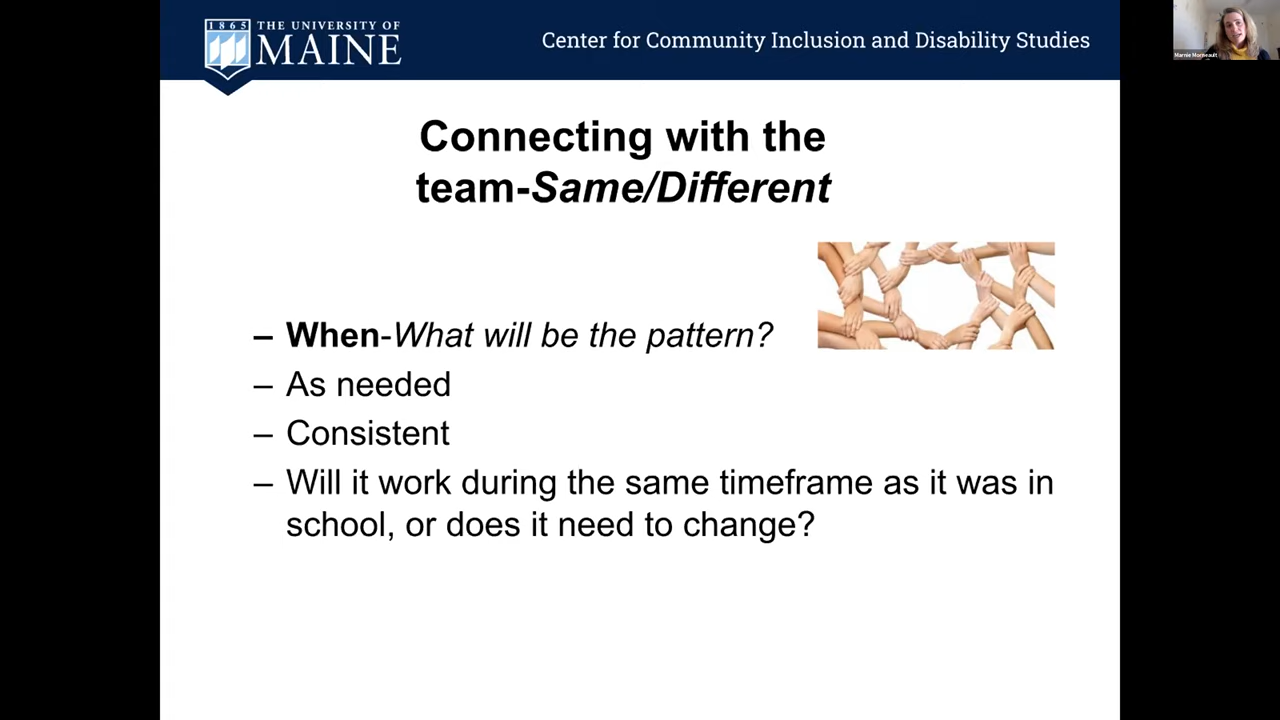 1865
THE UNIVERSITY OF
MAINE
Center for Community Inclusion and Disability Studies
Marnie Morneault
Connecting with the
team-Same/Different
– When-What will be the pattern?
– As needed
– Consistent
– Will it work during the same timeframe as it was in
school, or does it need to change?